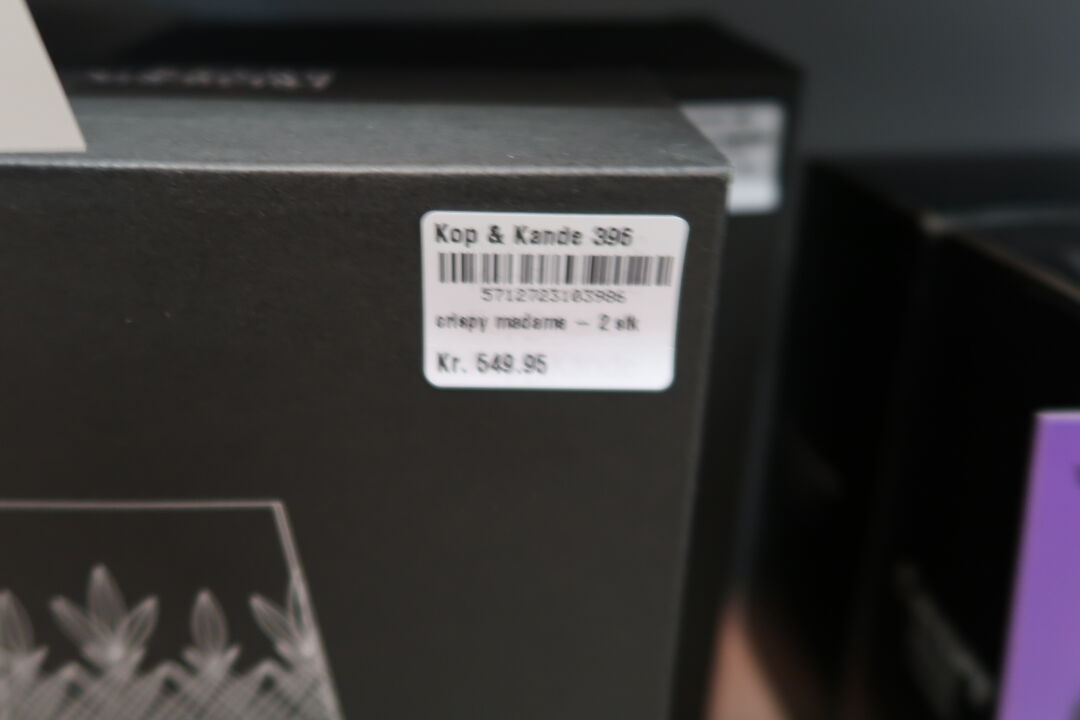 Kop & Kande 396
5712723103986
crispy madame - 2 stk
Kr. 549.95